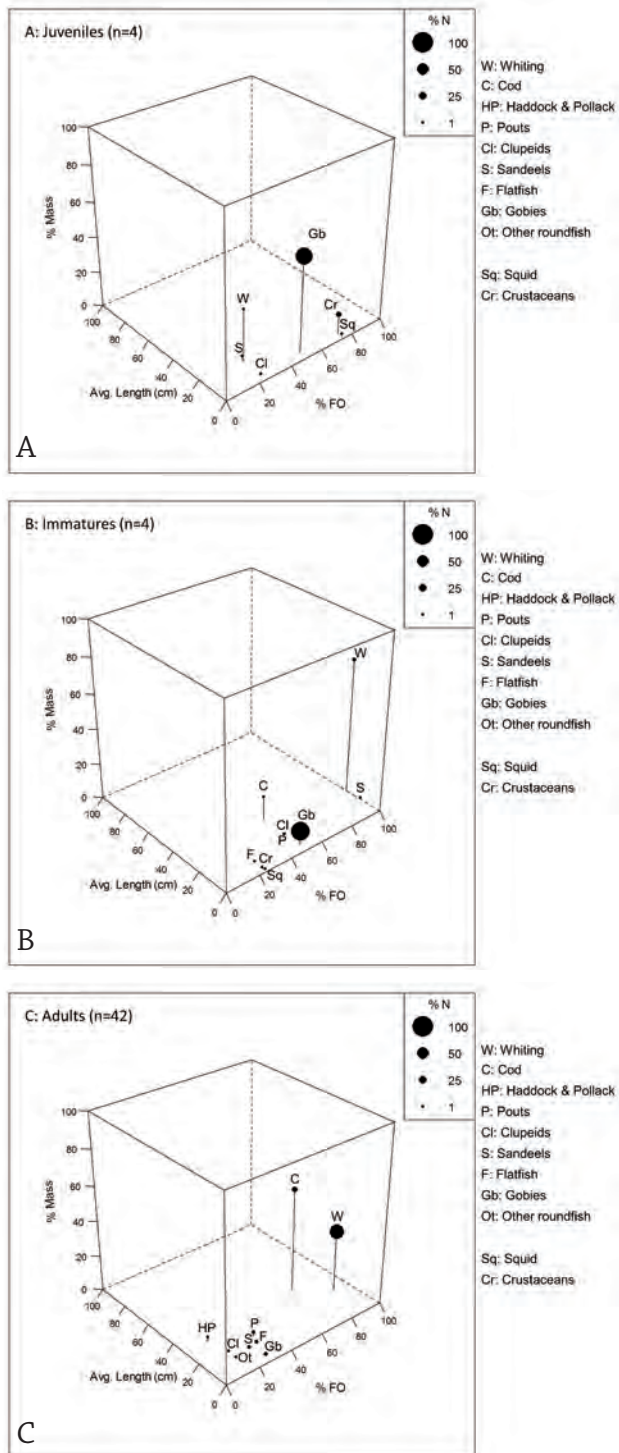 A: Juveniles (n=4)
% N
100
50
25
1
W: Whiting
C: Cod
HP: Haddock & Pollack
P: Pouts
Cl: Clupeids
S: Sandeels
F: Flatfish
Gb: Gobies
Ot: Other roundfish
Sq: Squid
Cr: Crustaceans
% Mass
100
80
60
40
20
0
Avg. Length (cm)
100
80
60
40
20
0
% FO
0
20
40
60
80
100
Gb
W
Cr
Sq
S
Cl
A
B: Immatures (n=4)
% N
100
50
25
1
W: Whiting
C: Cod
HP: Haddock & Pollack
P: Pouts
Cl: Clupeids
S: Sandeels
F: Flatfish
Gb: Gobies
Ot: Other roundfish
Sq: Squid
Cr: Crustaceans
% Mass
100
80
60
40
20
0
Avg. Length (cm)
100
80
60
40
20
0
% FO
0
20
40
60
80
100
W
C
S
Gb
Cl
P
F
Cr
Sq
B
C: Adults (n=42)
% N
100
50
25
1
W: Whiting
C: Cod
HP: Haddock & Pollack
P: Pouts
Cl: Clupeids
S: Sandeels
F: Flatfish
Gb: Gobies
Ot: Other roundfish
Sq: Squid
Cr: Crustaceans
% Mass
100
80
60
40
20
0
Avg. Length (cm)
100
80
60
40
20
0
% FO
0
20
40
60
80
100
C
W
HP
P
Cl
S
F
Ot
Gb
C